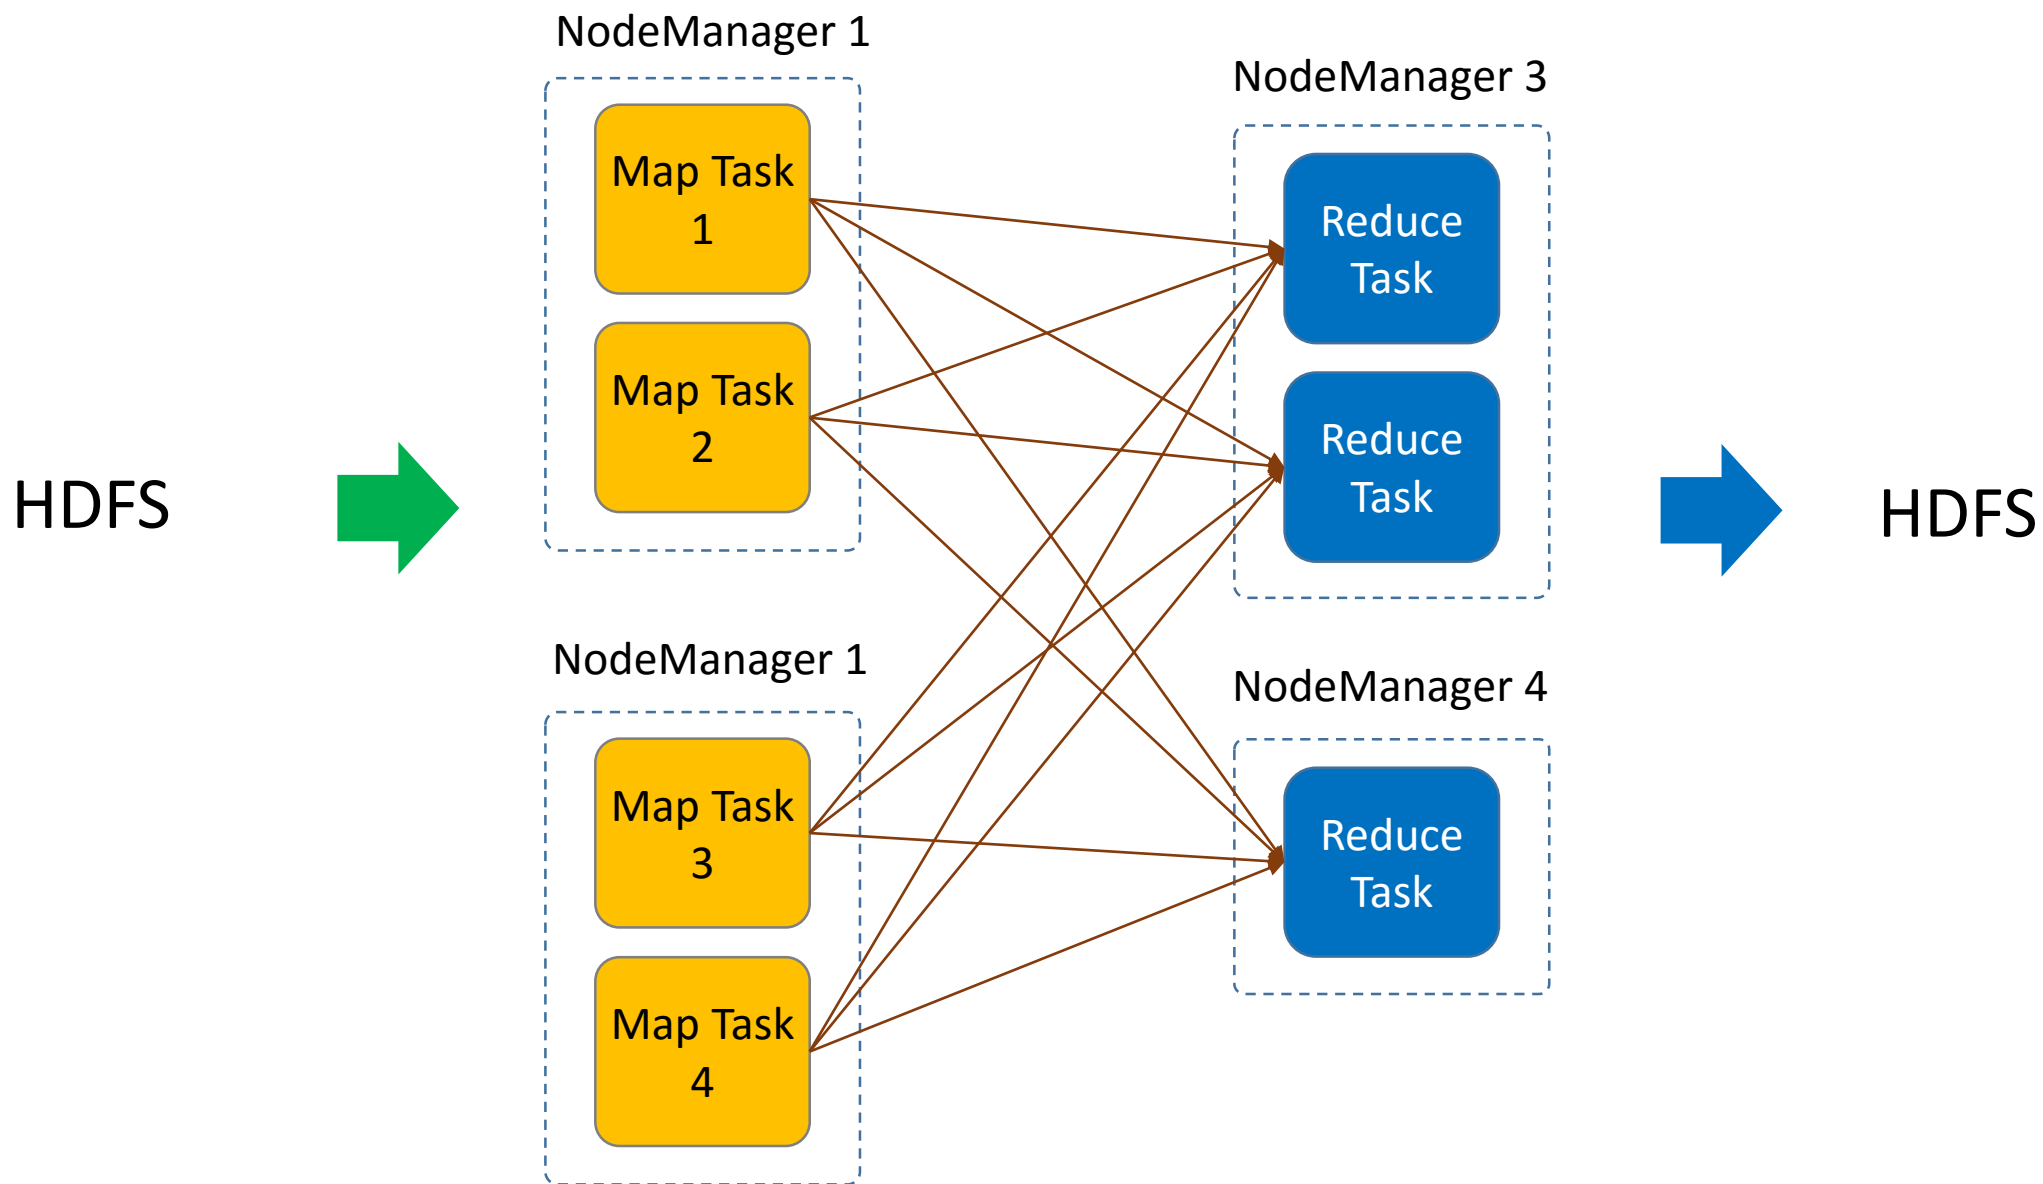 HDFS
NodeManager 1
Map Task
1
Map Task
2
NodeManager 1
Map Task
3
Map Task
4
NodeManager 3
Reduce
Task
Reduce
Task
NodeManager 4
Reduce
Task
HDFS